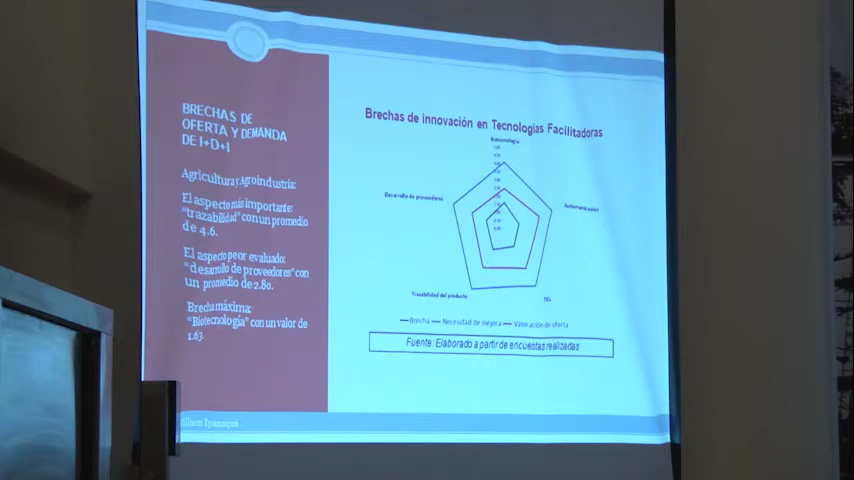 BRECHAS DE
OFERTA Y DEMANDA
DE I+D+I
Agricultura y Agroindustria:
El aspecto más importante:
"trazabilidad" con un promedio
de 4.6.
El aspecto peor evaluado:
"desarrollo de proveedores" con
un promedio de 2.80.
Brecha máxima:
"Biotecnología" con un valor de
1.63.
Brechas de innovación en Tecnologías Facilitadoras
Biotecnología
Desarrollo de proveedores
Trazabilidad del producto
Brecha
Necesidad de mejora
Valoración de oferta
Fuente: Elaborado a partir de encuestas realizadas
Ipanaqué